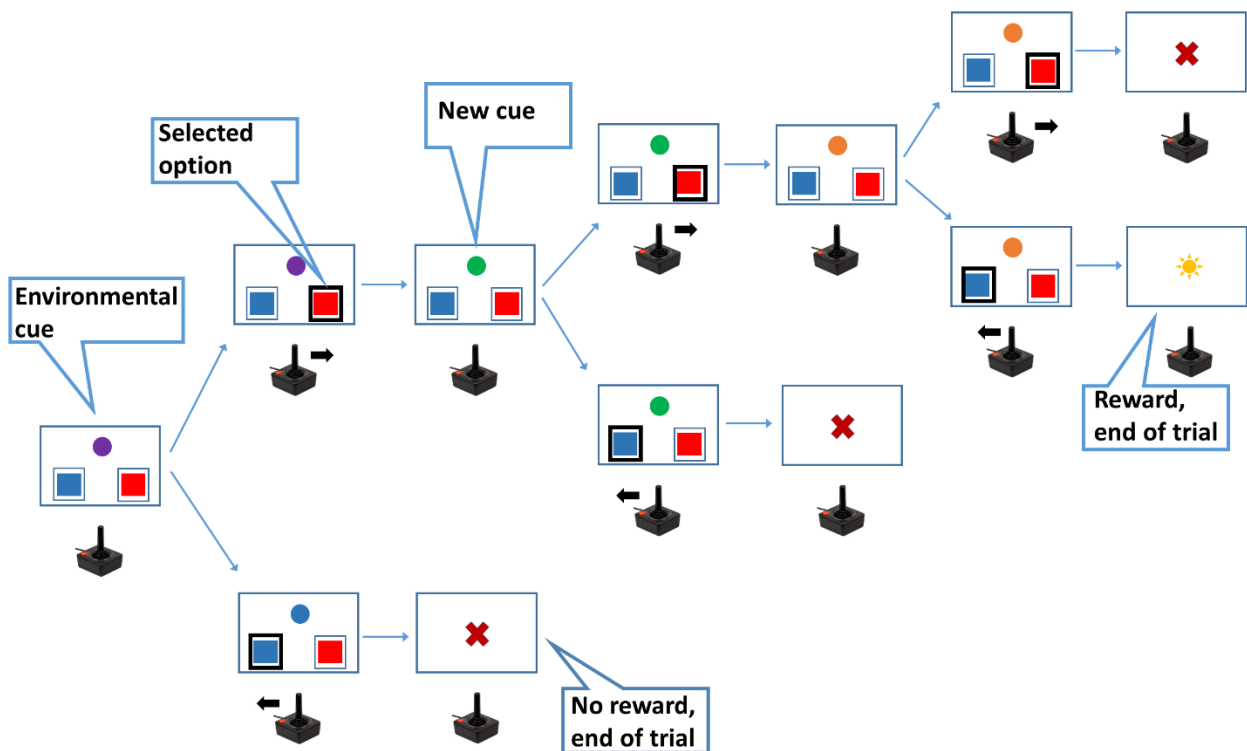 New cue
Selected
option
Environmental
cue
Reward,
end of trial
No reward,
end of trial